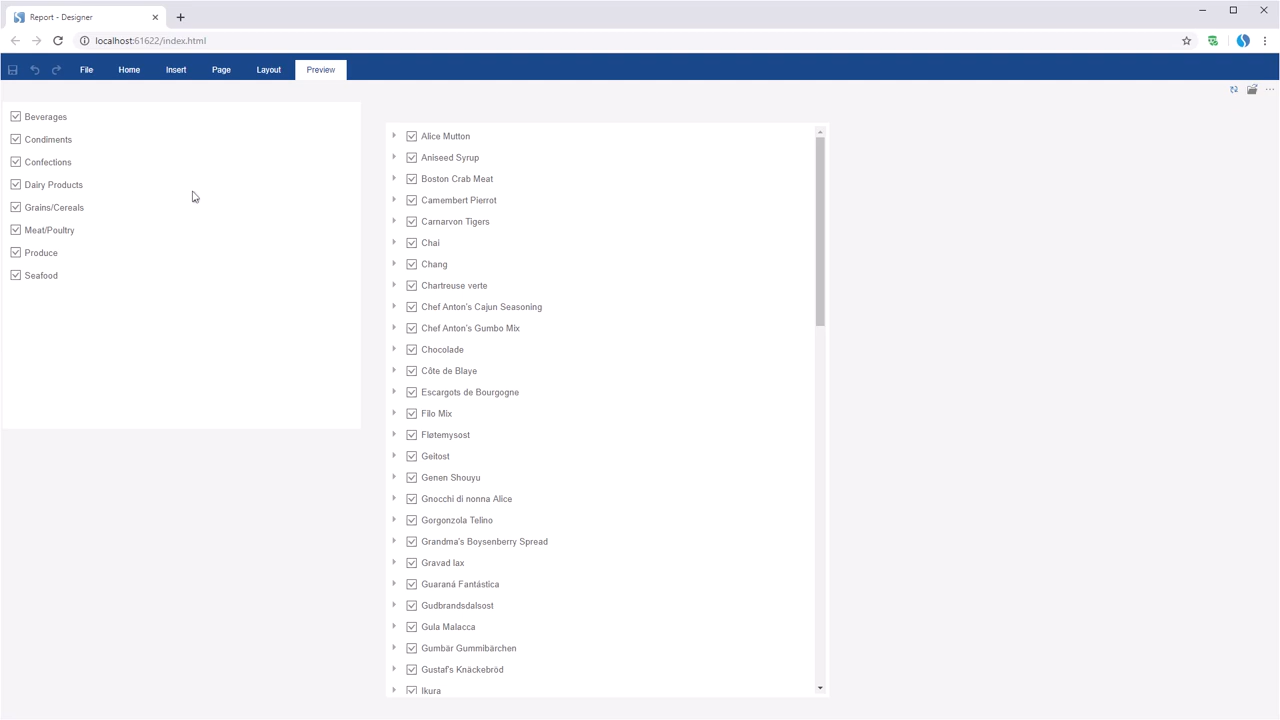 Report - Designer
localhost:61622/index.html
File Home Insert Page Layout Preview
Beverages
Condiments
Confections
Dairy Products
Grains/Cereals
Meat/Poultry
Produce
Seafood
Alice Mutton
Aniseed Syrup
Boston Crab Meat
Camembert Pierrot
Carnarvon Tigers
Chai
Chang
Chartreuse verte
Chef Anton's Cajun Seasoning
Chef Anton's Gumbo Mix
Chocolade
Côte de Blaye
Escargots de Bourgogne
Filo Mix
Fløtemysost
Geitost
Genen Shouyu
Gnocchi di nonna Alice
Gorgonzola Telino
Grandma's Boysenberry Spread
Gravad lax
Guaraná Fantástica
Gudbrandsdalsost
Gula Malacca
Gumbär Gummibärchen
Gustaf's Knäckebröd
Ikura